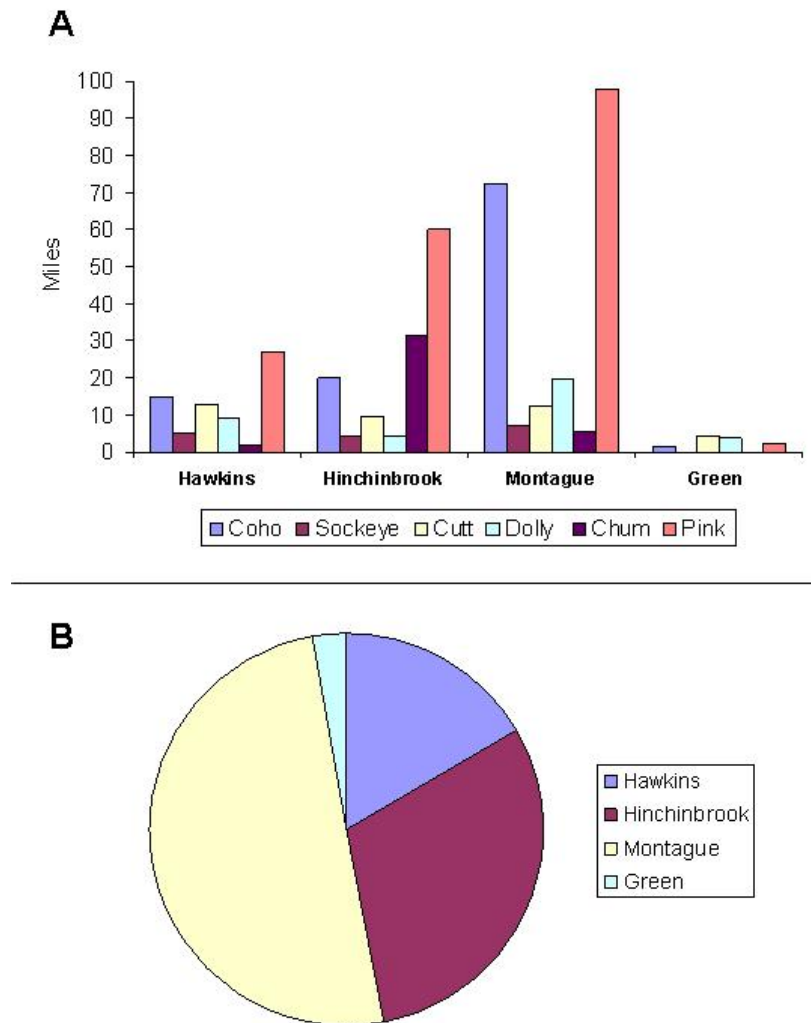 A
100
90
80
70
60
50
40
30
20
10
0
Miles
Hawkins Hinchinbrook Montague Green
Coho Sockeye Cutt Dolly Chum Pink
B
Hawkins
Hinchinbrook
Montague
Green